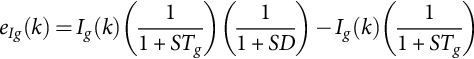 e_{Ig}(k) = I_g(k) \left( \frac{1}{1 + ST_g} \right) \left( \frac{1}{1 + SD} \right) - I_g(k) \left( \frac{1}{1 + ST_g} \right)